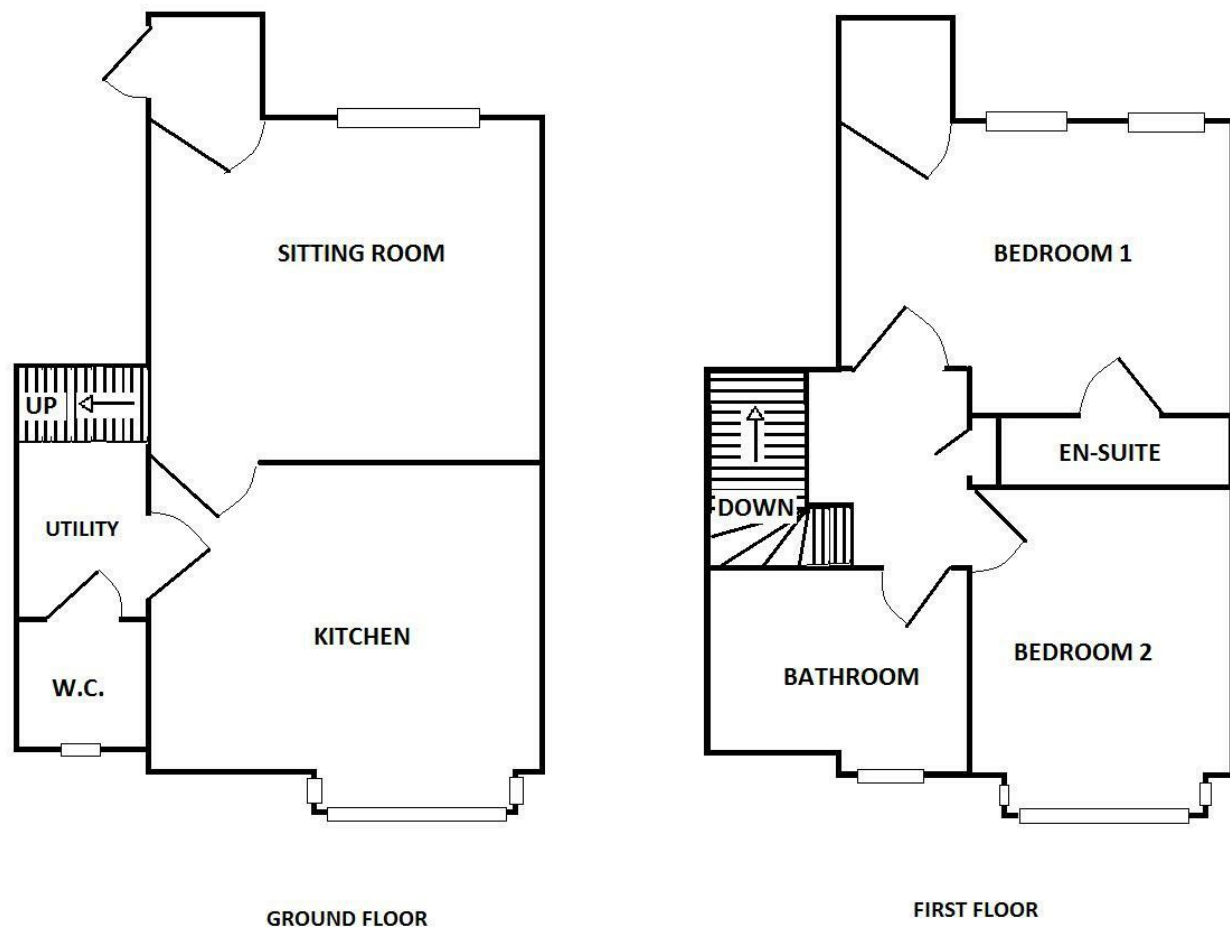 SITTING ROOM
UP
UTILITY
KITCHEN
W.C.
GROUND FLOOR
BEDROOM 1
EN-SUITE
DOWN
BATHROOM
BEDROOM 2
FIRST FLOOR